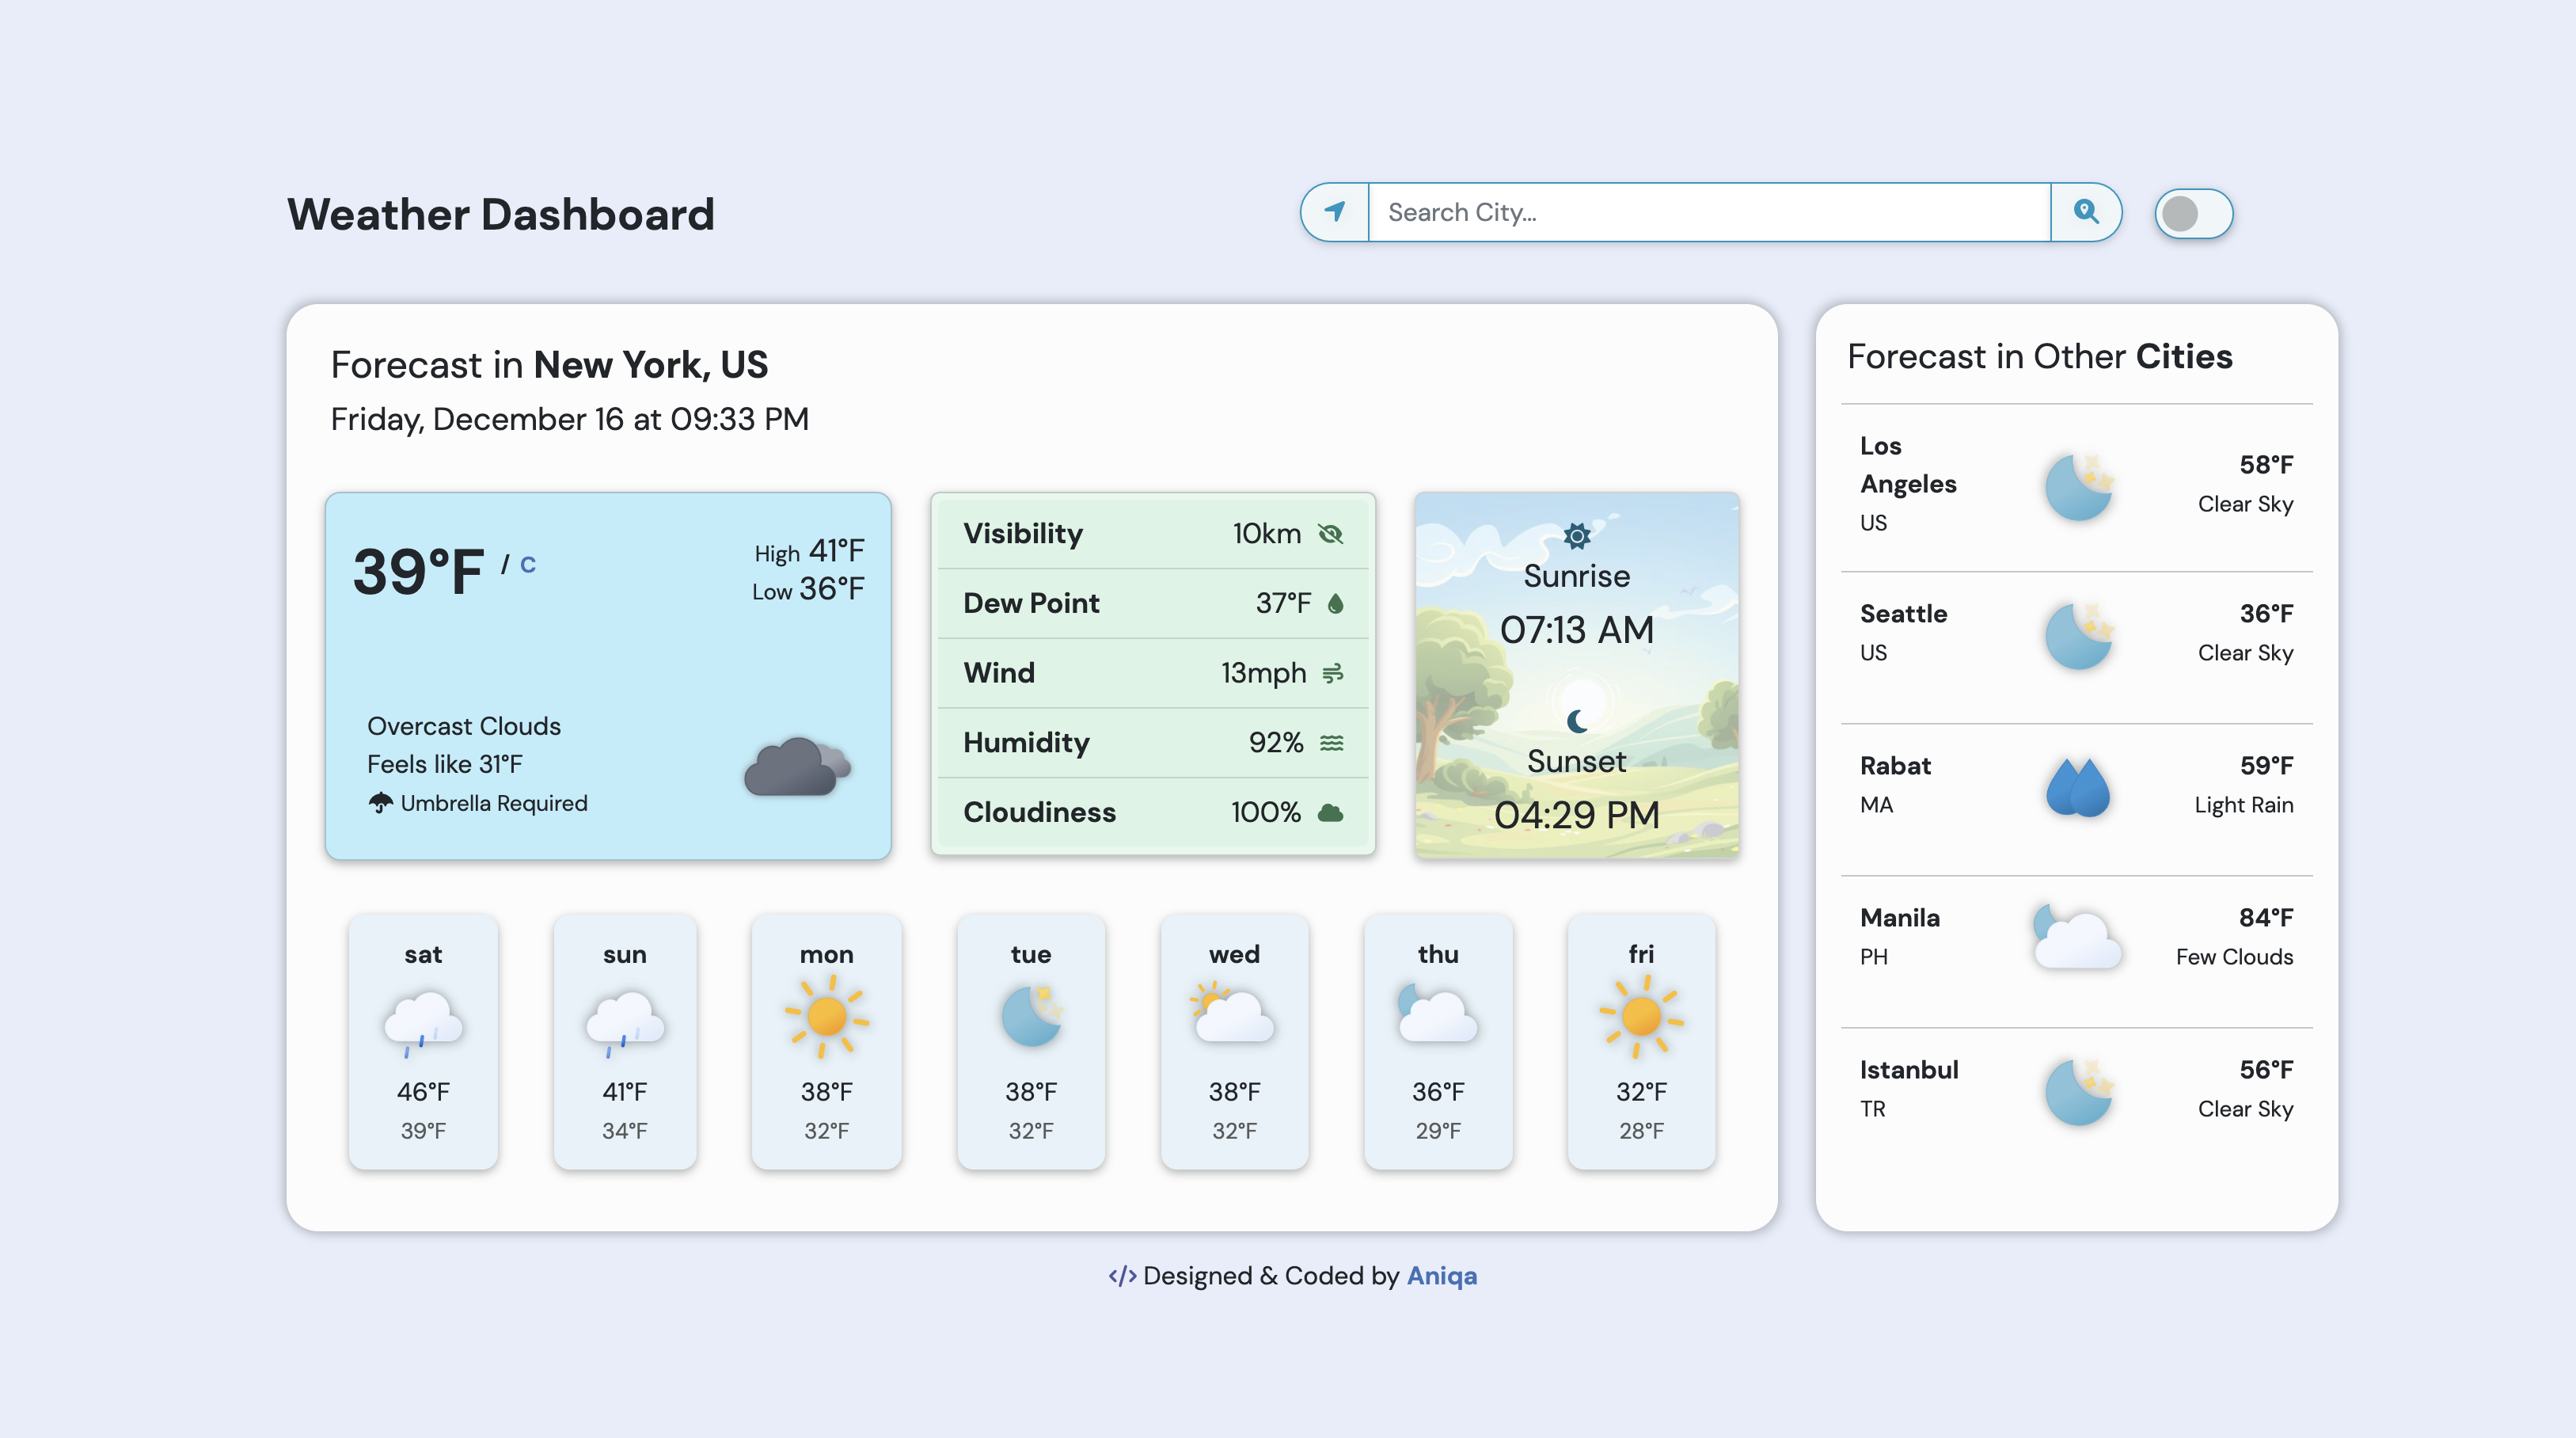 Weather Dashboard
Search City...
Forecast in New York, US
Friday, December 16 at 09:33 PM
39°F / C
High 41°F
Low 36°F
Overcast Clouds
Feels like 31°F
Umbrella Required
Visibility 10km
Dew Point 37°F
Wind 13mph
Humidity 92%
Cloudiness 100%
Sunrise
07:13 AM
Sunset
04:29 PM
sat
46°F
39°F
sun
41°F
34°F
mon
38°F
32°F
tue
38°F
32°F
wed
38°F
32°F
thu
36°F
29°F
fri
32°F
28°F
Forecast in Other Cities
Los
Angeles
US
58°F
Clear Sky
Seattle
US
36°F
Clear Sky
Rabat
MA
59°F
Light Rain
Manila
PH
84°F
Few Clouds
Istanbul
TR
56°F
Clear Sky
</> Designed & Coded by Aniqa